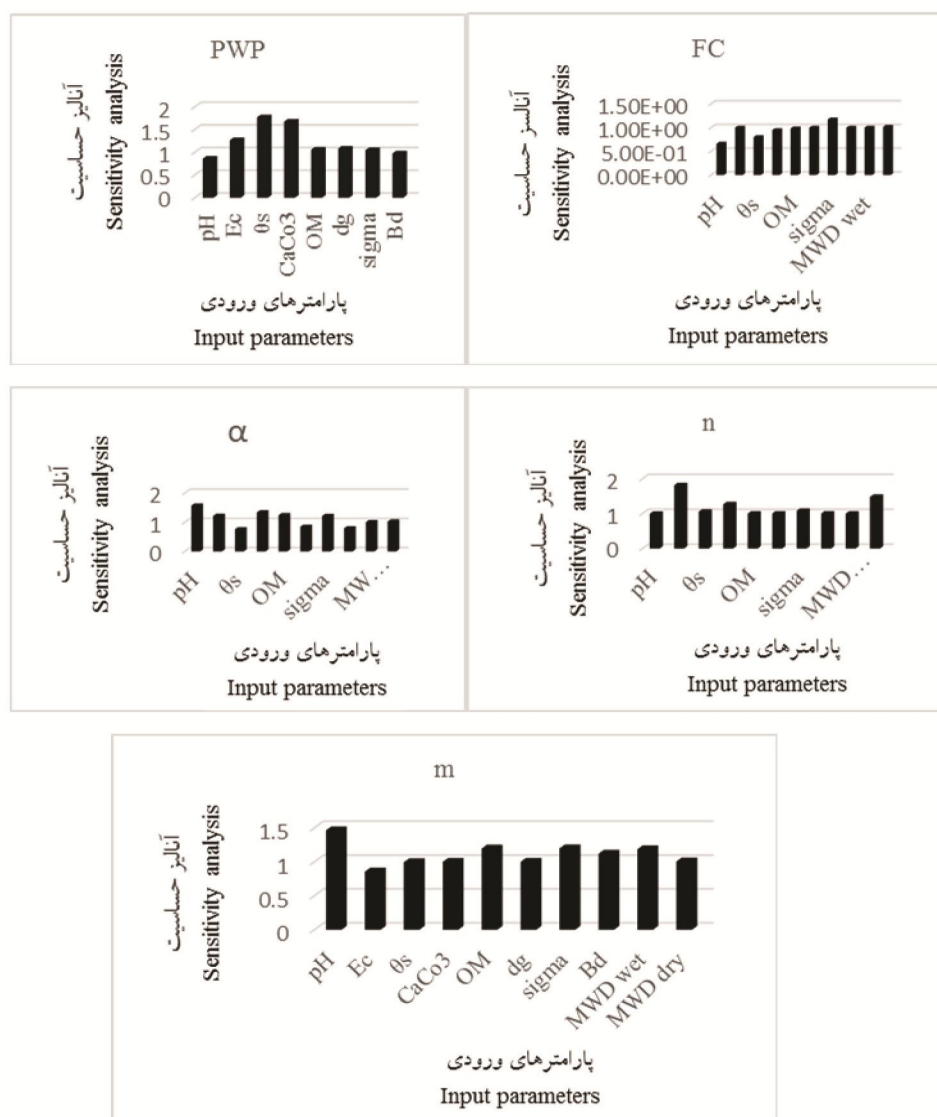 PWP
آنالیز حساسیت
Sensitivity analysis
2
1.5
1
0.5
0
pH
Ec
θs
CaCo3
OM
dg
sigma
Bd
پارامترهای ورودی
Input parameters
FC
آنالیز حساسیت
Sensitivity analysis
1.50E+00
1.00E+00
5.00E-01
0.00E+00
pH
θs
OM
sigma
MWD wet
پارامترهای ورودی
Input parameters
α
آنالیز حساسیت
Sensitivity analysis
2
1
0
pH
θs
OM
sigma
MW...
پارامترهای ورودی
Input parameters
n
آنالیز حساسیت
Sensitivity analysis
2
1
0
pH
θs
OM
sigma
MWD...
پارامترهای ورودی
Input parameters
m
آنالیز حساسیت
Sensitivity analysis
1.5
1
0.5
0
pH
Ec
θs
CaCo3
OM
dg
sigma
Bd
MWD wet
MWD dry
پارامترهای ورودی
Input parameters